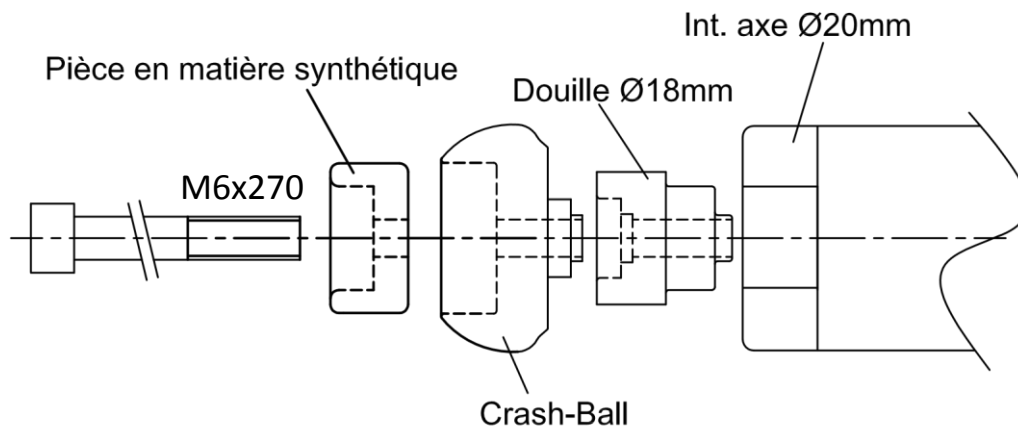 Int. axe Ø20mm
Pièce en matière synthétique
Douille Ø18mm
M6x270
Crash-Ball